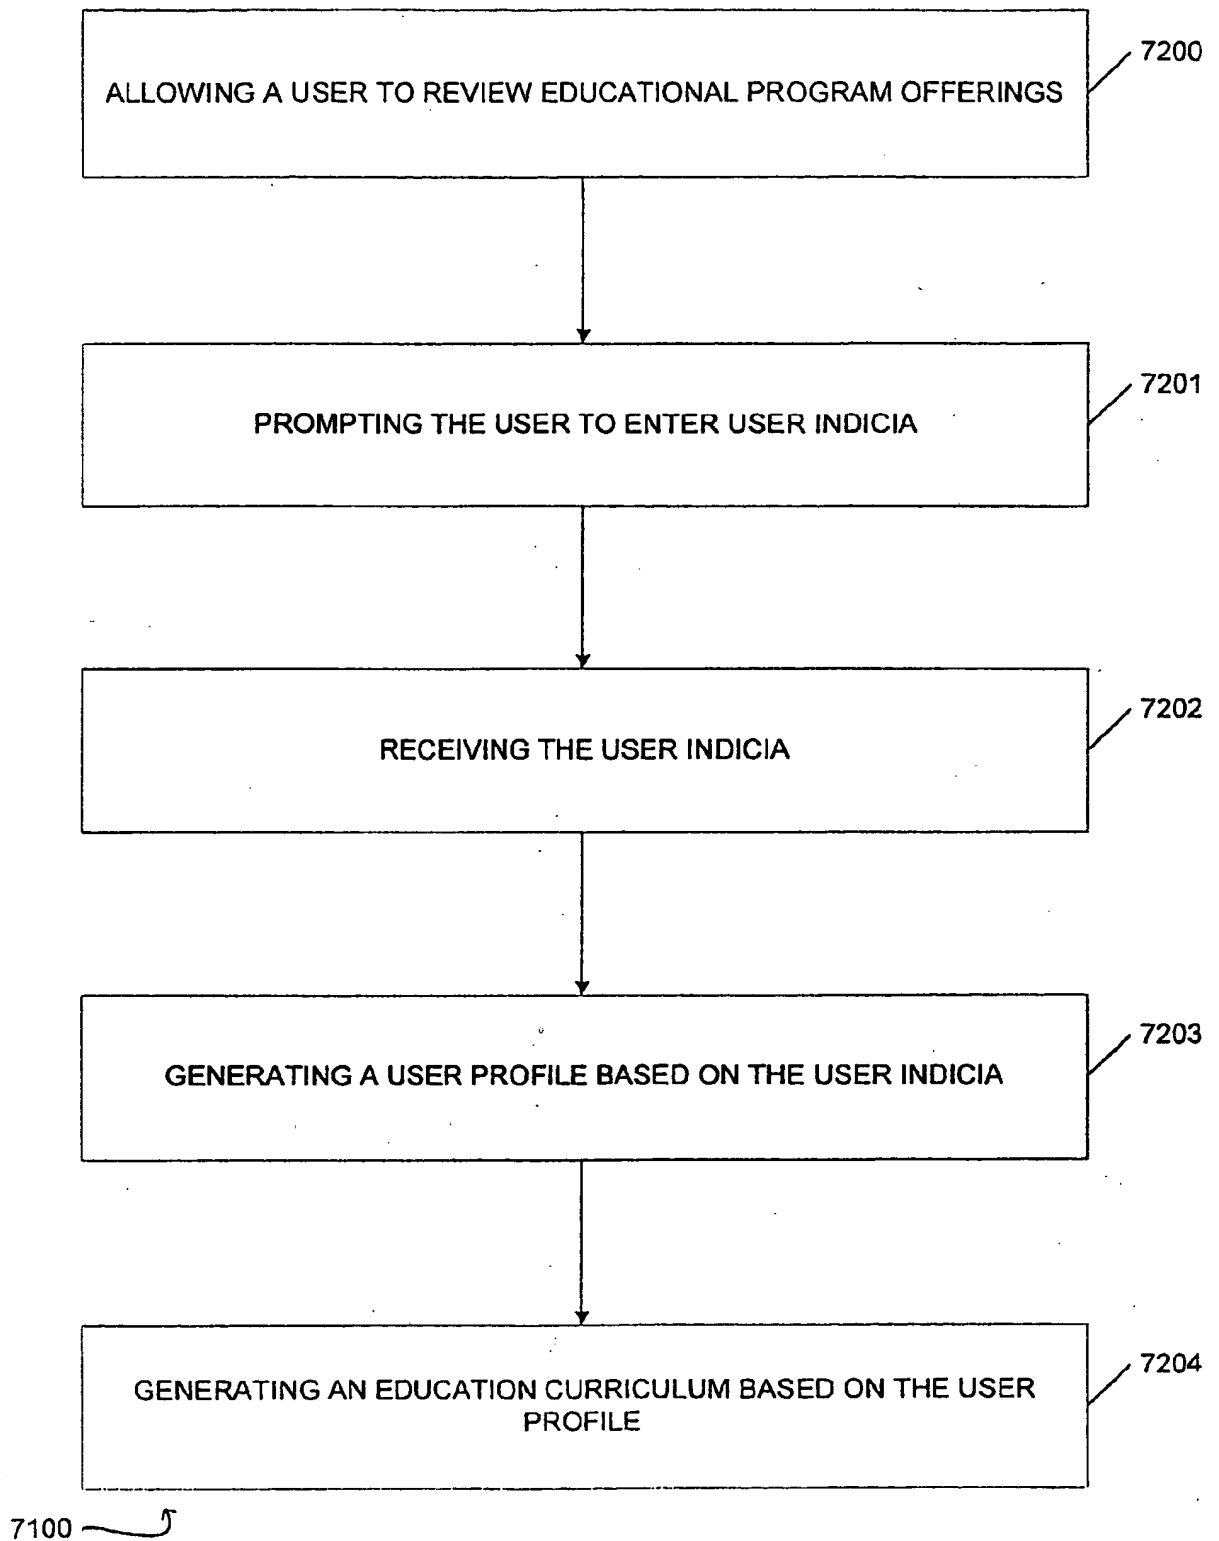 7200
ALLOWING A USER TO REVIEW EDUCATIONAL PROGRAM OFFERINGS
7201
PROMPTING THE USER TO ENTER USER INDICIA
7202
RECEIVING THE USER INDICIA
7203
GENERATING A USER PROFILE BASED ON THE USER INDICIA
7204
GENERATING AN EDUCATION CURRICULUM BASED ON THE USER
PROFILE
7100